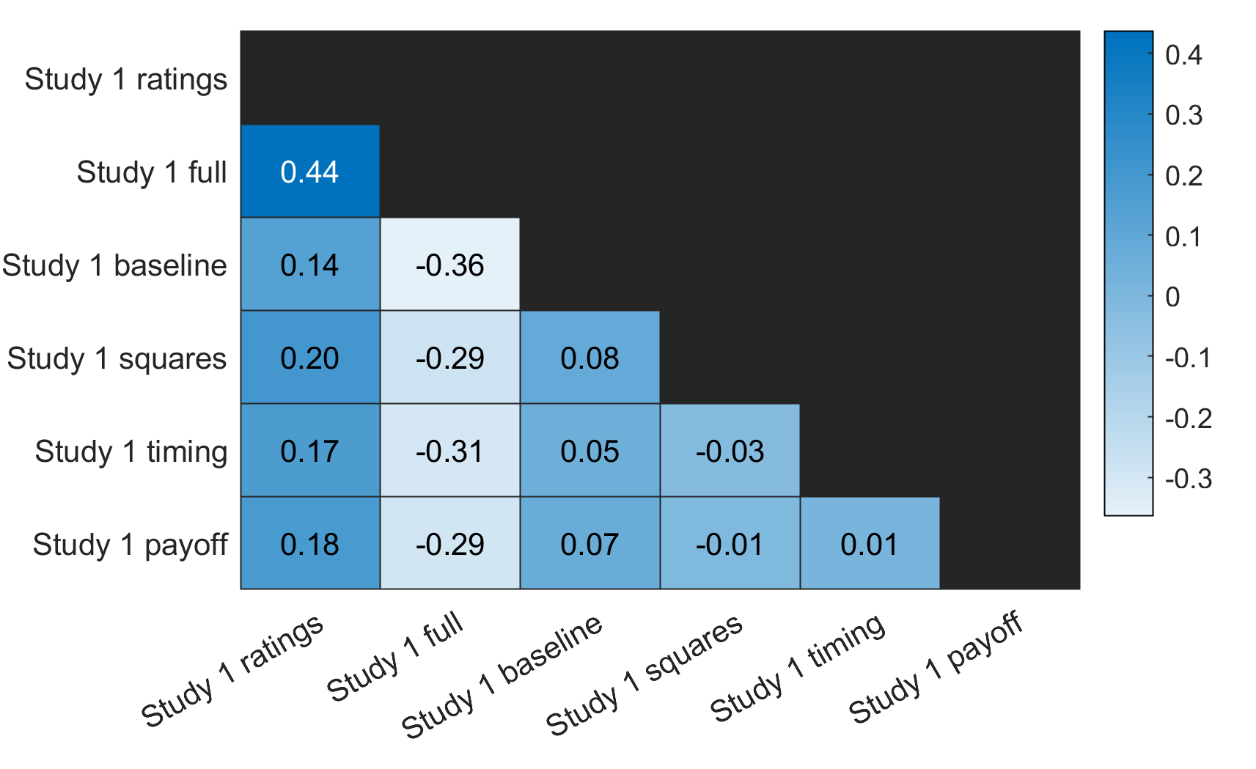 Study 1 ratings
Study 1 full
0.44
Study 1 baseline
0.14 -0.36
Study 1 squares
0.20 -0.29 0.08
Study 1 timing
0.17 -0.31 0.05 -0.03
Study 1 payoff
0.18 -0.29 0.07 -0.01 0.01
Study 1 ratings
Study 1 full
Study 1 baseline
Study 1 squares
Study 1 timing
Study 1 payoff
0.4
0.3
0.2
0.1
0
-0.1
-0.2
-0.3